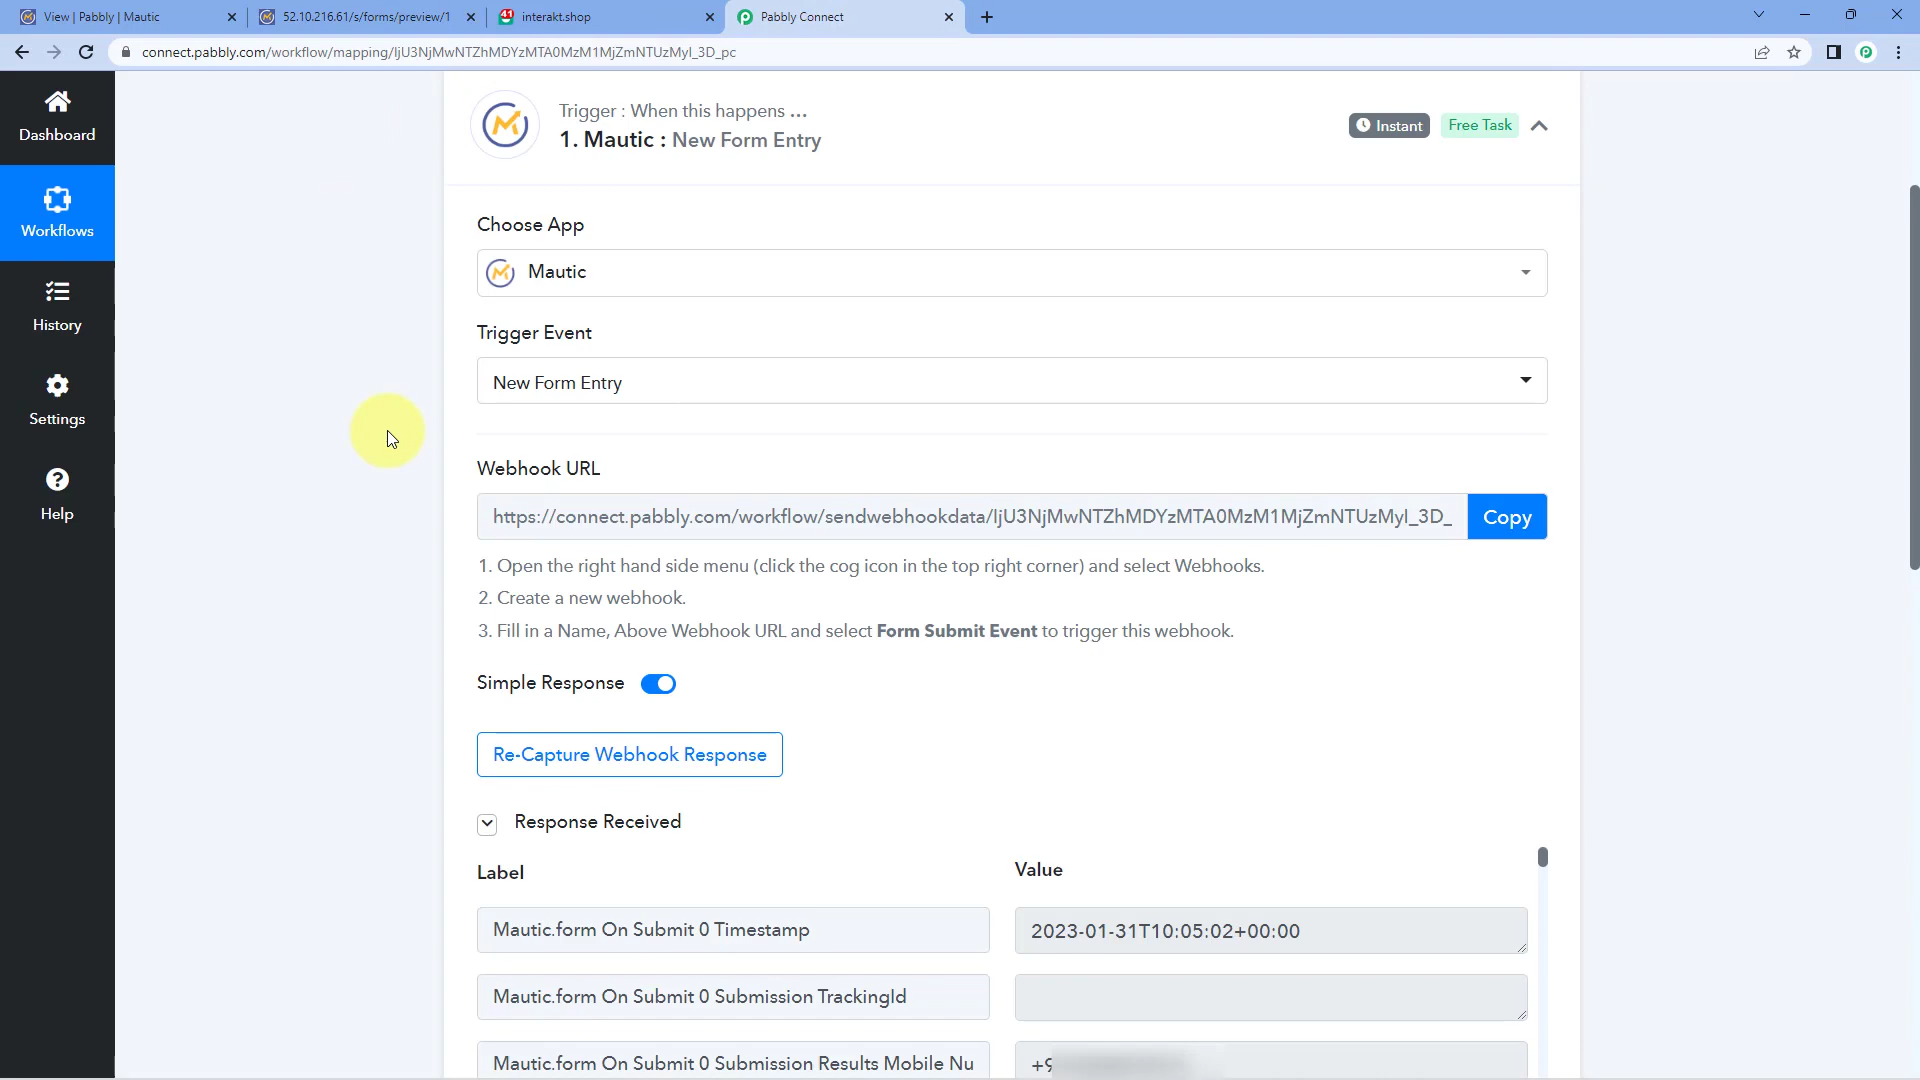 View | Pabbly | Mautic
52.10.216.61/s/forms/preview/1
41
interakt.shop
Pabbly Connect
connect.pabbly.com/workflow/mapping/IjU3NjMwNTZhMDYzMTA0MzM1MjZmNTUzMyI_3D_pc
Dashboard
Workflows
History
Settings
Help
Trigger : When this happens ...
1. Mautic : New Form Entry
Instant
Free Task
Choose App
Mautic
Trigger Event
New Form Entry
Webhook URL
https://connect.pabbly.com/workflow/sendwebhookdata/IjU3NjMwNTZhMDYzMTA0MzM1MjZmNTUzMyI_3D_
Copy
1. Open the right hand side menu (click the cog icon in the top right corner) and select Webhooks.
2. Create a new webhook.
3. Fill in a Name, Above Webhook URL and select Form Submit Event to trigger this webhook.
Simple Response
Re-Capture Webhook Response
Response Received
Label
Value
Mautic.form On Submit 0 Timestamp
2023-01-31T10:05:02+00:00
Mautic.form On Submit 0 Submission TrackingId
Mautic.form On Submit 0 Submission Results Mobile Nu
+9